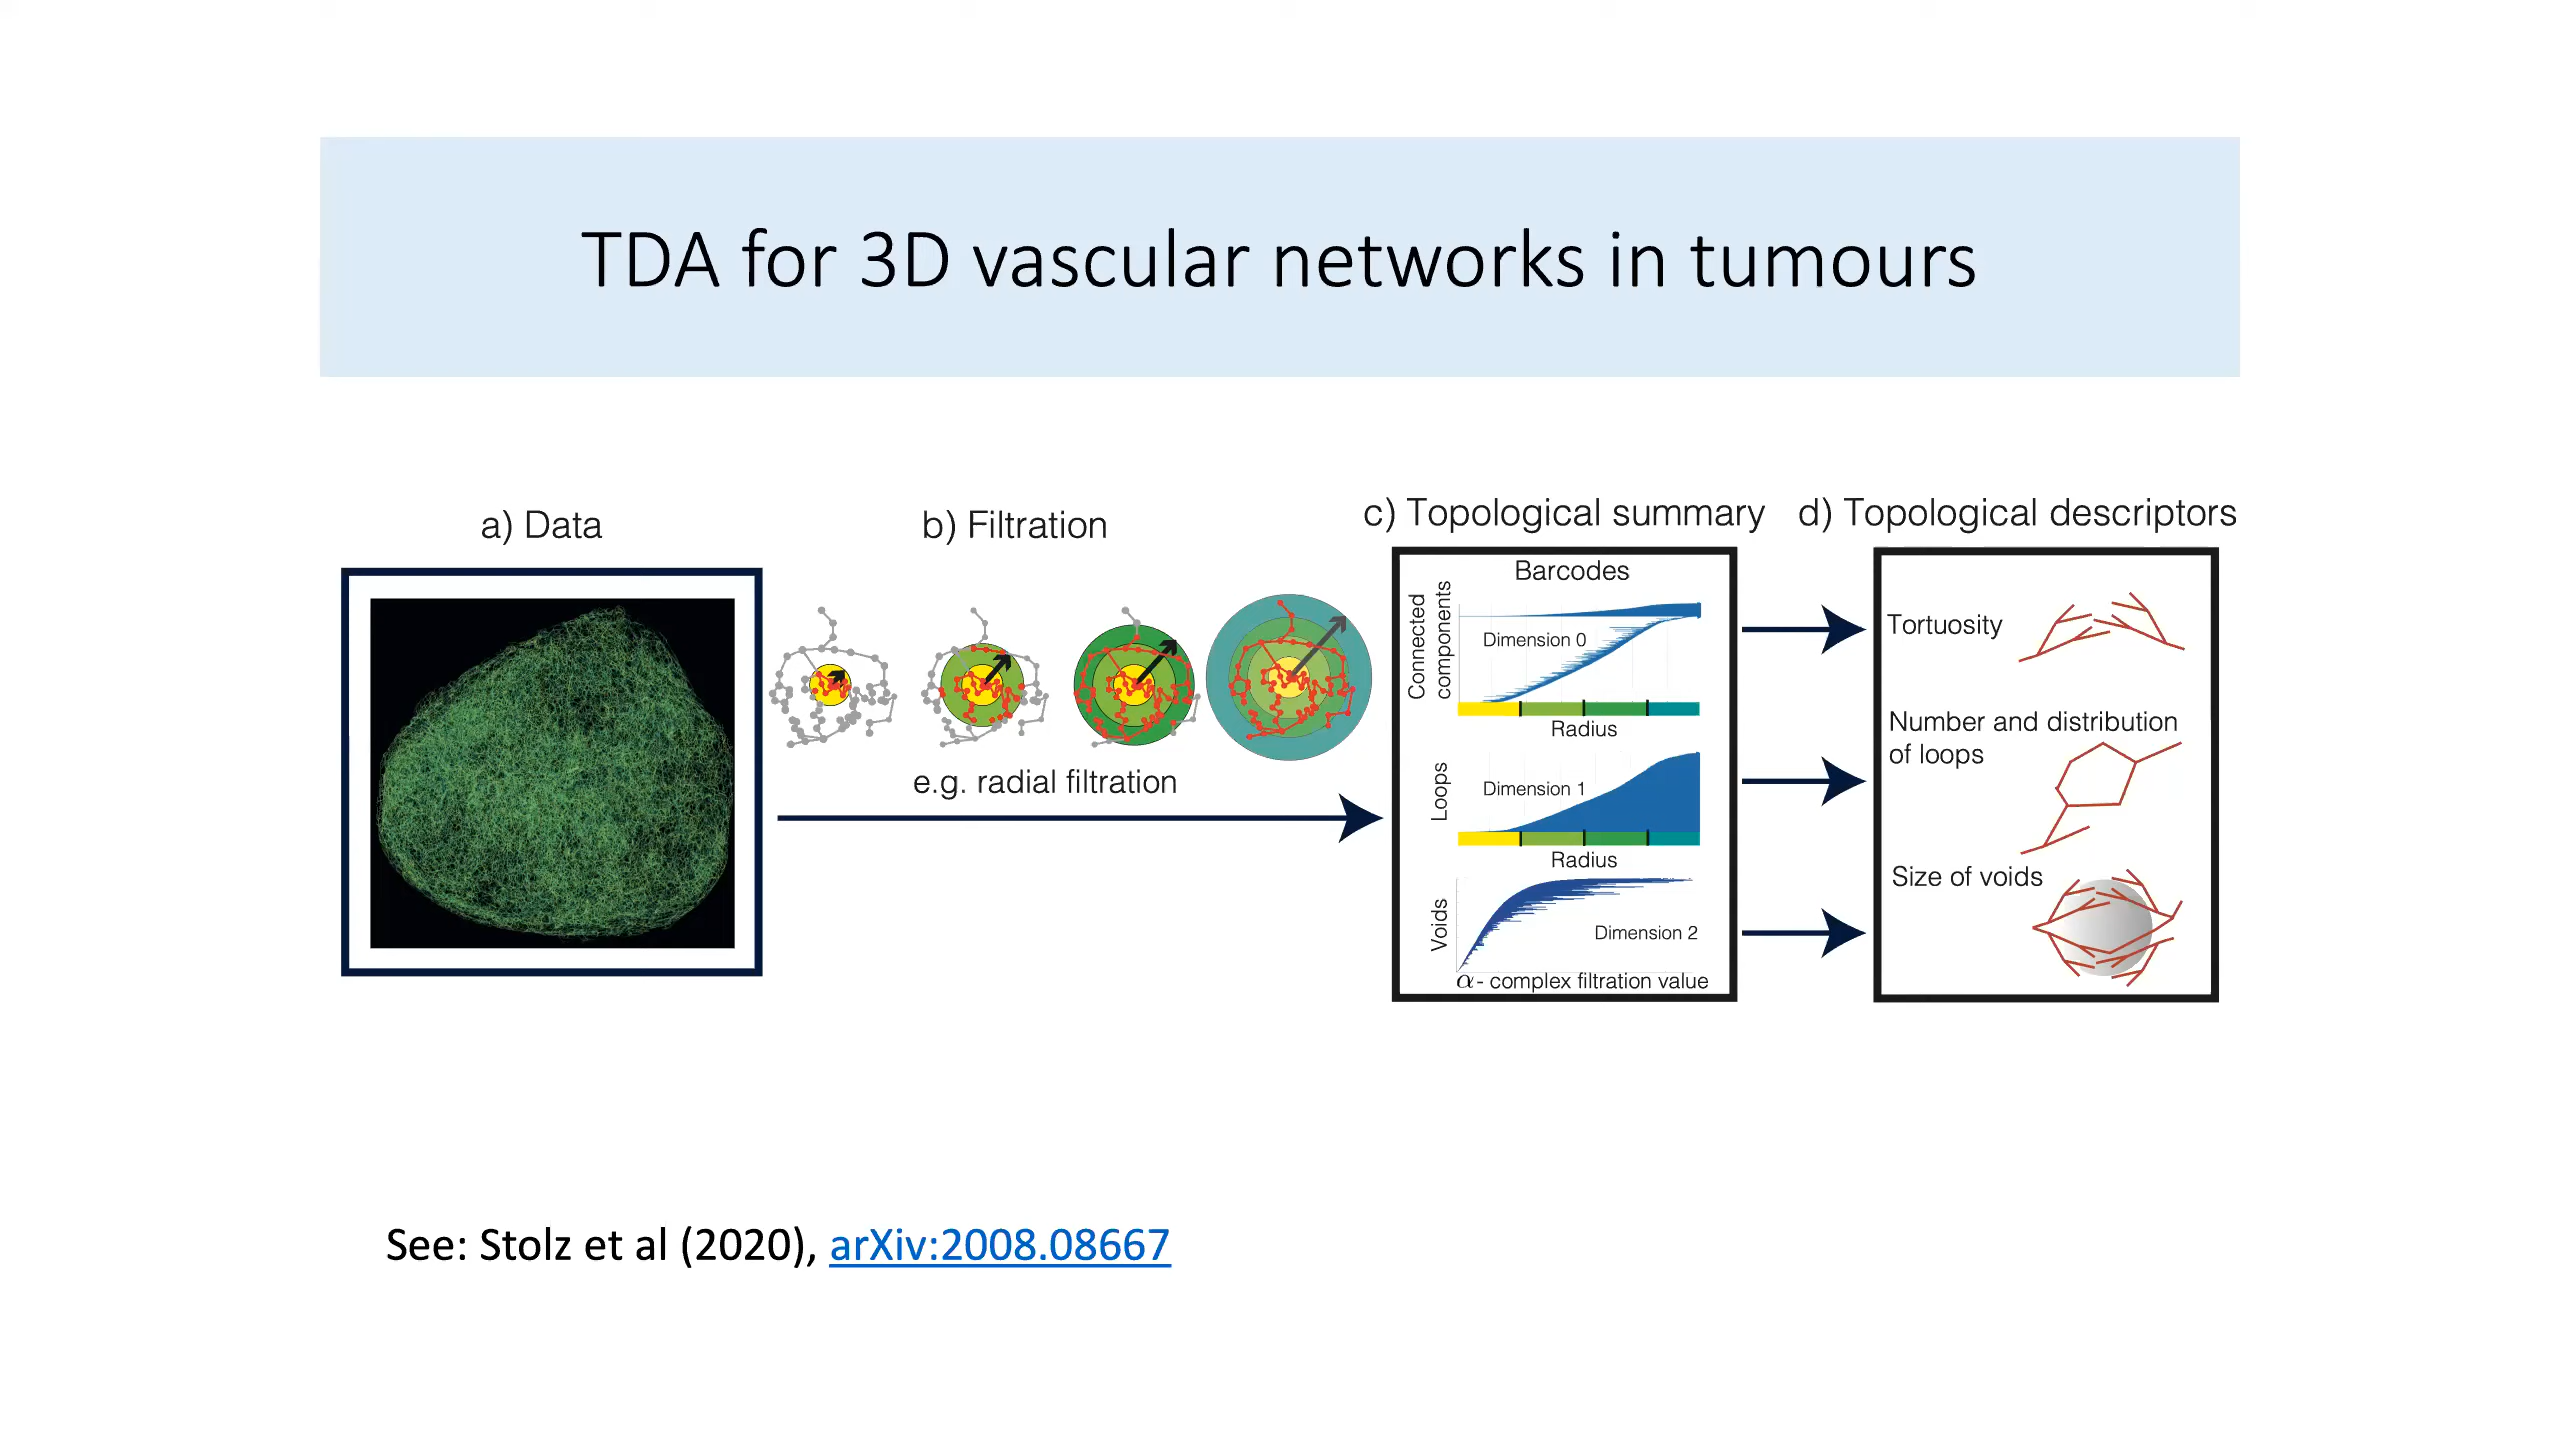 TDA for 3D vascular networks in tumours
a) Data
b) Filtration
e.g. radial filtration
c) Topological summary
Barcodes
Connected
components
Dimension 0
Radius
Loops
Dimension 1
Radius
Voids
Dimension 2
α- complex filtration value
d) Topological descriptors
Tortuosity
Number and distribution
of loops
Size of voids
See: Stolz et al (2020), arXiv:2008.08667